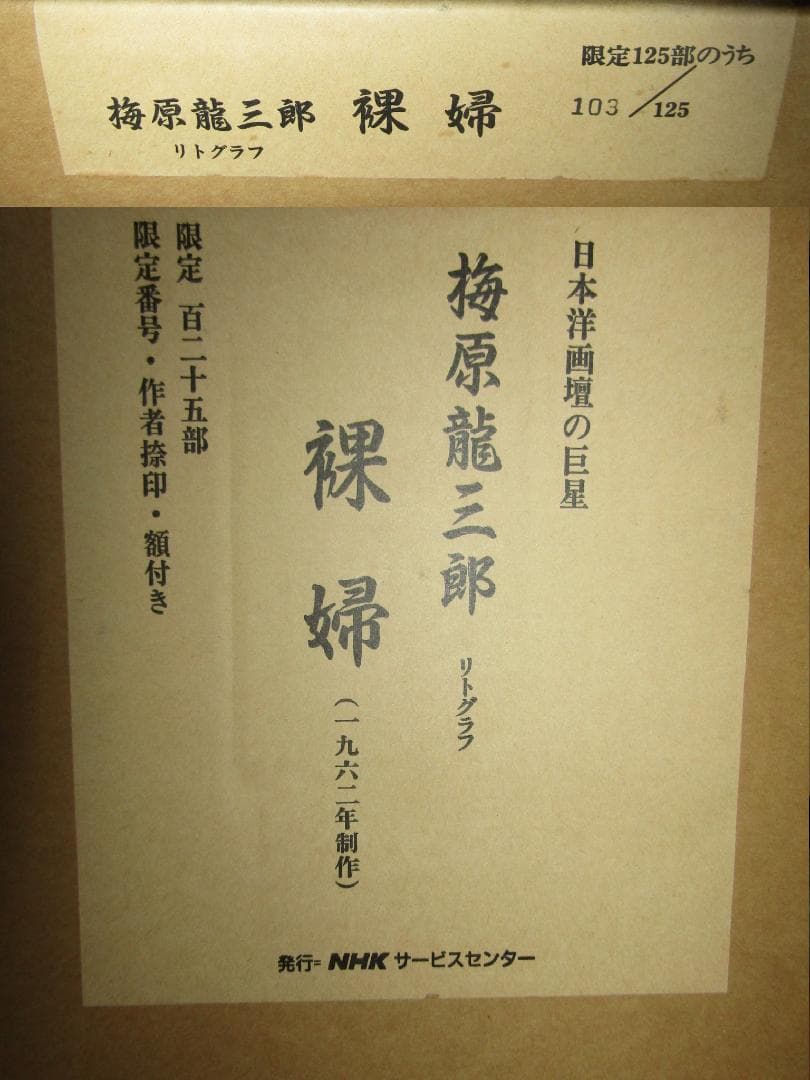 限定125部のうち
103/125
梅原龍三郎 裸婦
リトグラフ
日本洋画壇の巨星
梅原龍三郎 リトグラフ
裸婦(一九六二年制作)
限定 百二十五部
限定番号・作者捺印・額付き
発行=NHKサービスセンター